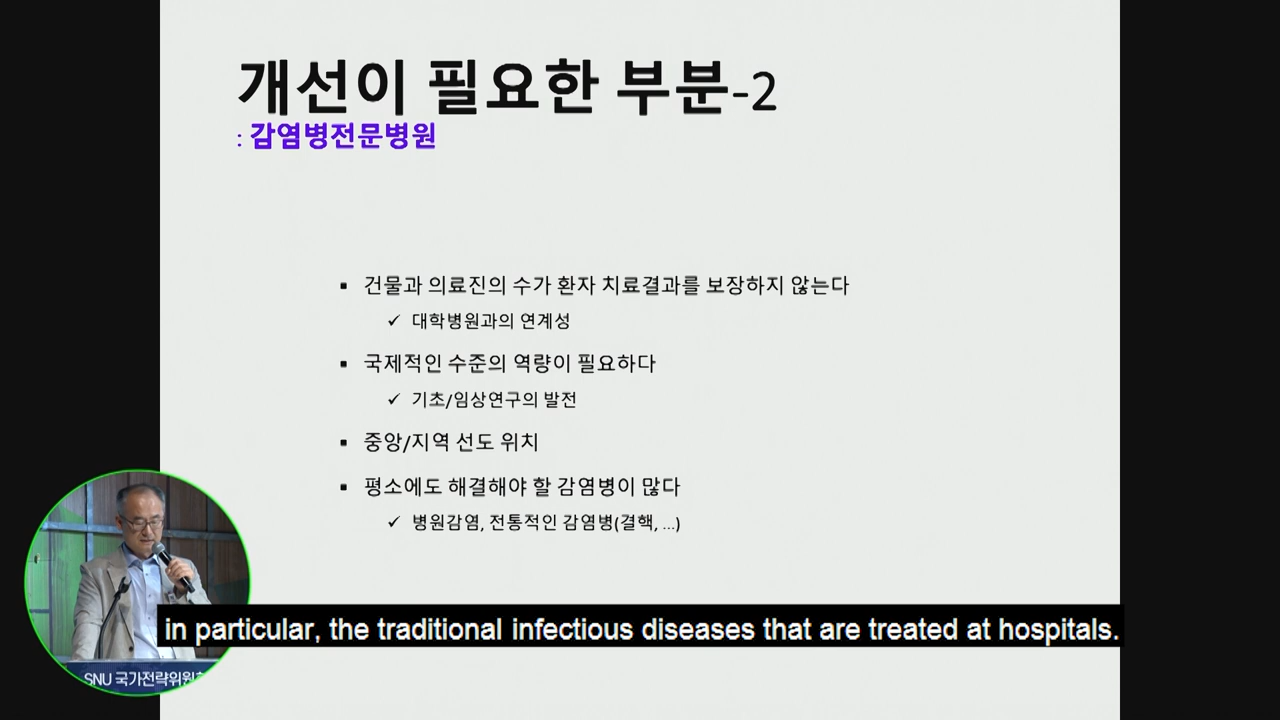 개선이 필요한 부분-2
: 감염병전문병원
▪ 건물과 의료진의 수가 환자 치료결과를 보장하지 않는다
✓ 대학병원과의 연계성
▪ 국제적인 수준의 역량이 필요하다
✓ 기초/임상연구의 발전
▪ 중앙/지역 선도 위치
▪ 평소에도 해결해야 할 감염병이 많다
✓ 병원감염, 전통적인 감염병(결핵, ...)
in particular, the traditional infectious diseases that are treated at hospitals.
SNU 국가전략위원회